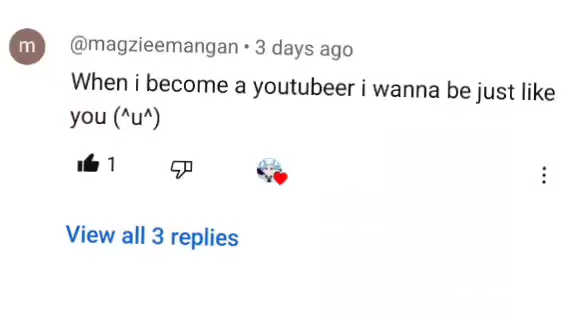 m
@magzieemangan • 3 days ago
When i become a youtubeer i wanna be just like
you (^u^)
1
View all 3 replies